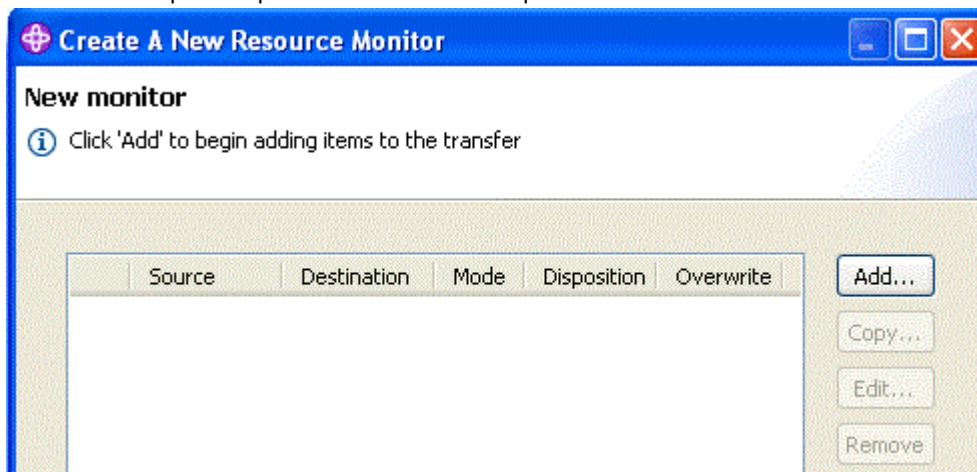 Create A New Resource Monitor
New monitor
Click 'Add' to begin adding items to the transfer
Source Destination Mode Disposition Overwrite Add...
Copy...
Edit...
Remove